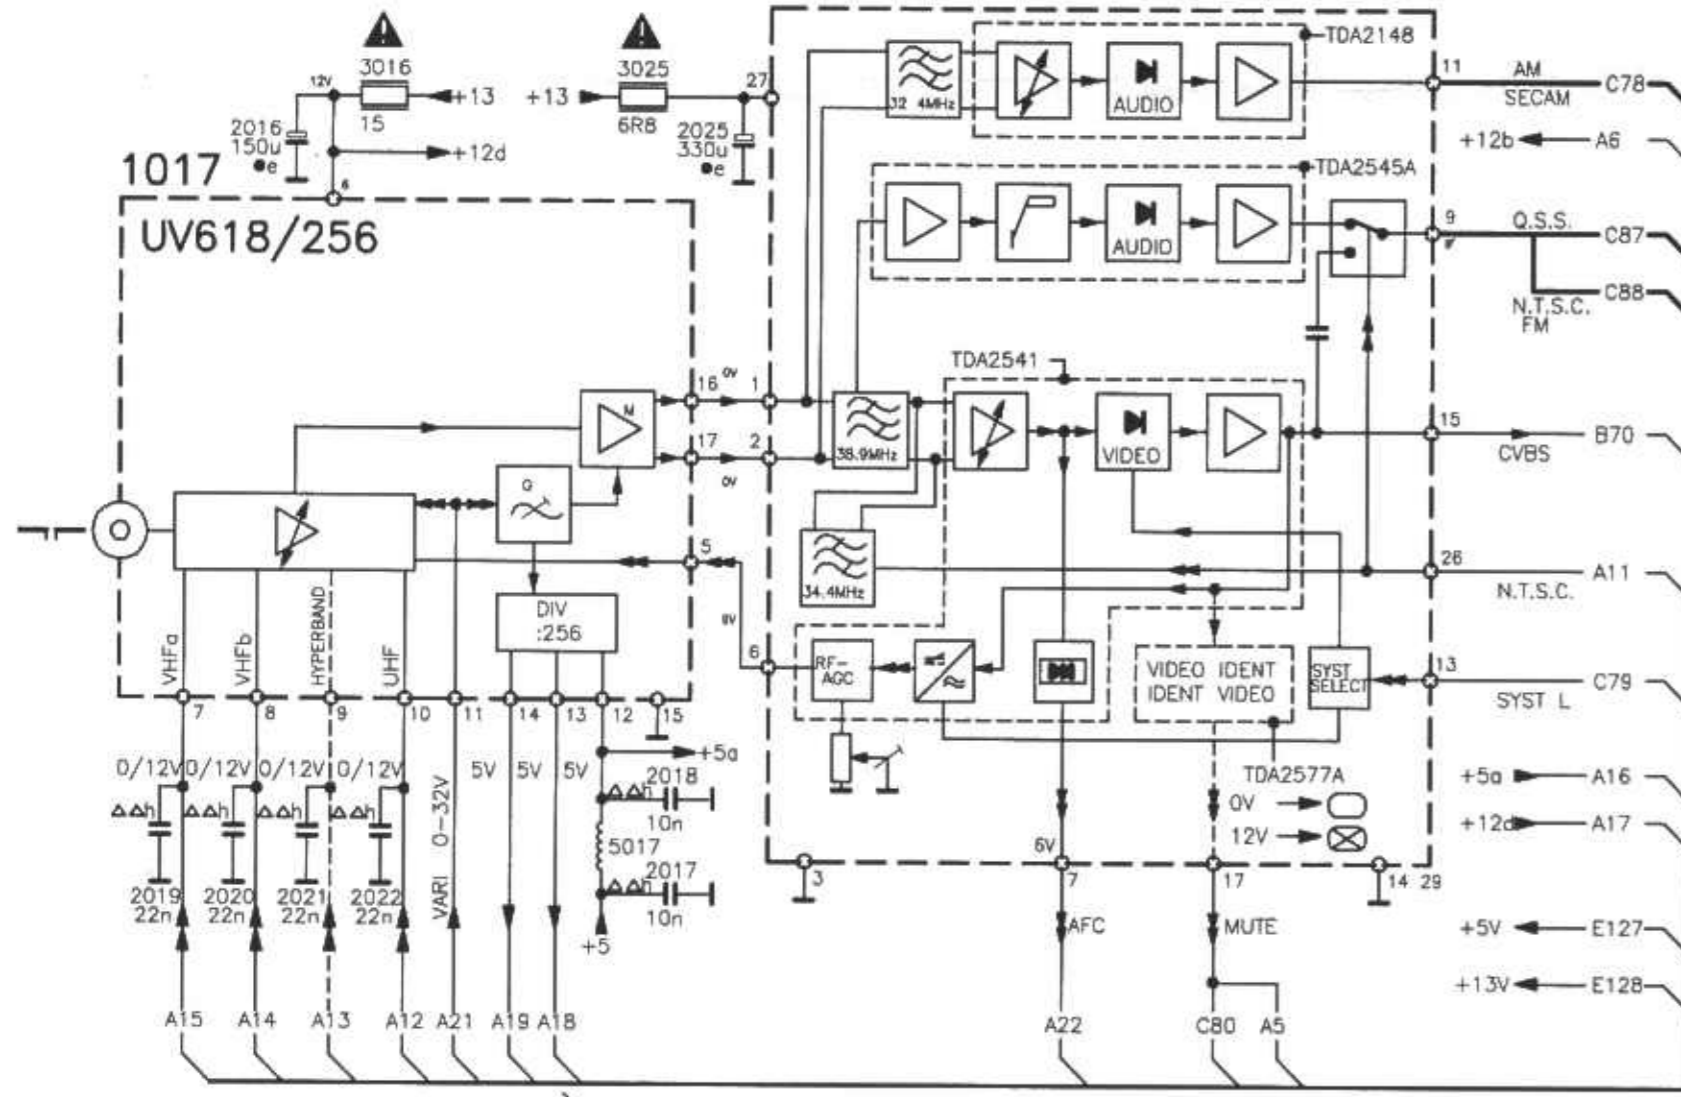 3016
12V
+13
15
2016
150u
●e
+12d
6
+13
3025
6R8
27
2025
330u
●e
1017
UV618/256
TDA2148
32 4MHz
AUDIO
11
AM
SECAM
C78
+12b
A6
TDA2545A
AUDIO
9
Q.S.S.
C87
N.T.S.C.
FM
C88
M
16
0V
1
17
2
0V
G
5
DIV
:256
VHFa
VHFb
HYPERBAND
UHF
7
8
9
10
11
14
13
12
15
TDA2541
38.9MHz
VIDEO
34.4MHz
15
CVBS
B70
26
N.T.S.C.
A11
6
RF-
AGC
VIDEO IDENT
IDENT VIDEO
SYST
SELECT
13
SYST L
C79
TDA2577A
0V
12V
+5a
A16
A17
0/12V
0/12V
0/12V
0/12V
ΔΔh
ΔΔh
ΔΔh
ΔΔh
2019
22n
2020
22n
2021
22n
2022
22n
VARI 0-32V
5V
5V
5V
+5a
ΔΔh
2018
10n
5017
ΔΔh
2017
10n
+5
3
6V
7
17
14
29
AFC
MUTE
+5V
E127
+13V
E128
A15
A14
A13
A12
A21
A19
A18
A22
C80
A5